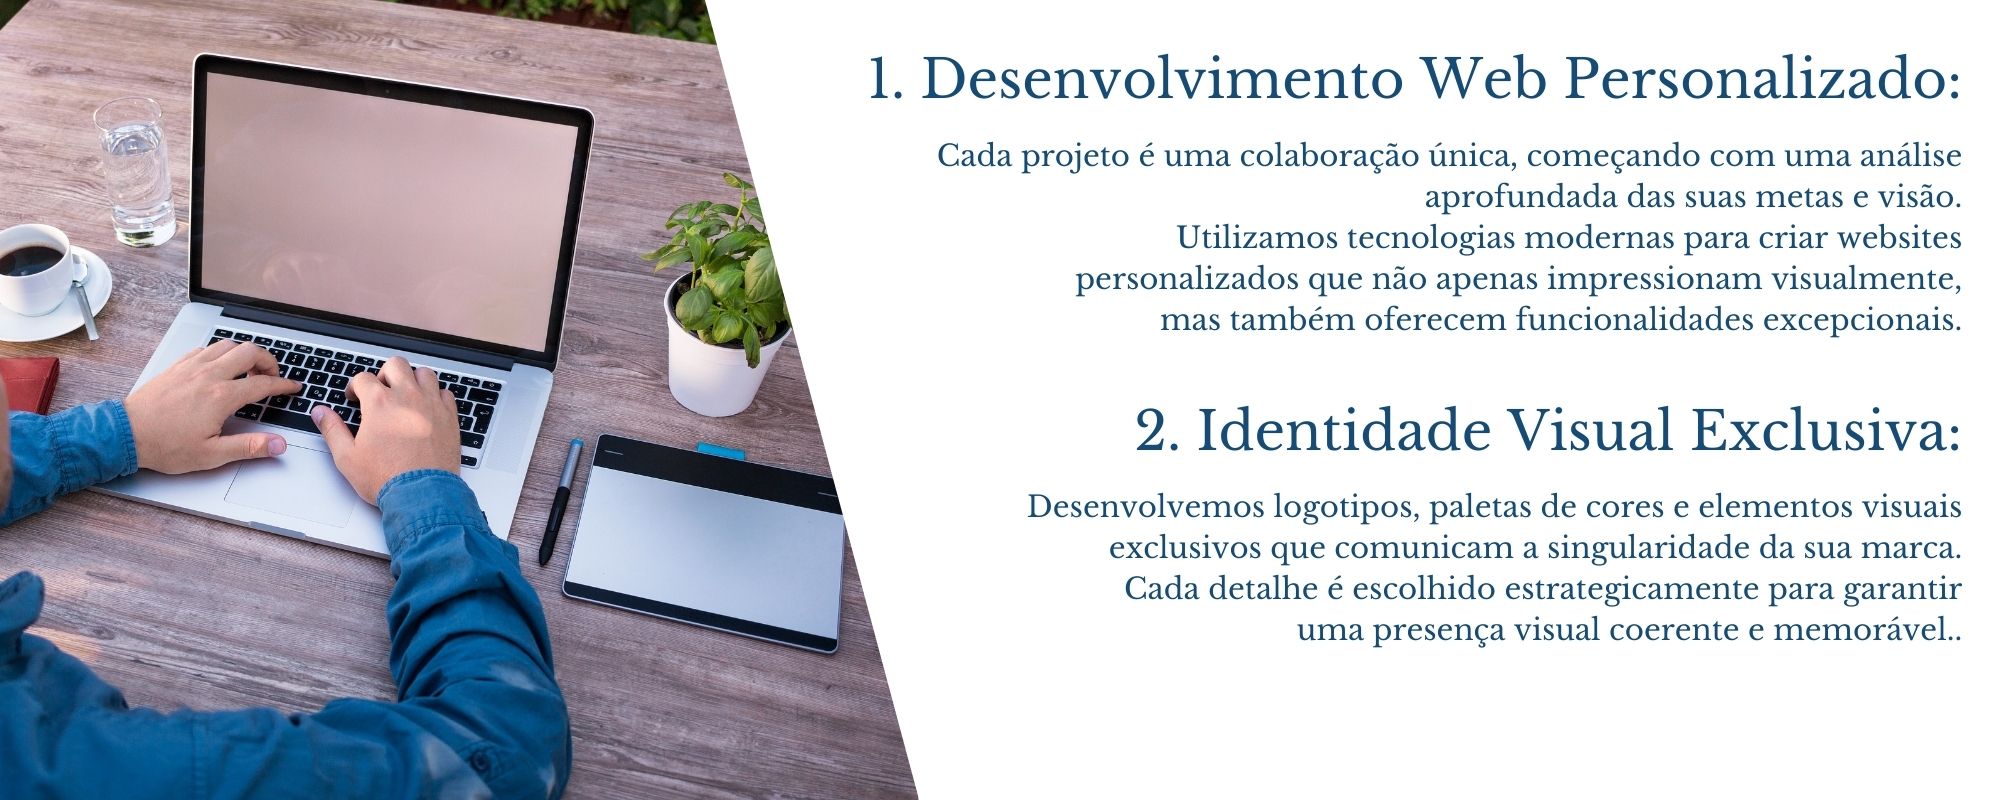 1. Desenvolvimento Web Personalizado:
Cada projeto é uma colaboração única, começando com uma análise
aprofundada das suas metas e visão.
Utilizamos tecnologias modernas para criar websites
personalizados que não apenas impressionam visualmente,
mas também oferecem funcionalidades excepcionais.
2. Identidade Visual Exclusiva:
Desenvolvemos logotipos, paletas de cores e elementos visuais
exclusivos que comunicam a singularidade da sua marca.
Cada detalhe é escolhido estrategicamente para garantir
uma presença visual coerente e memorável..